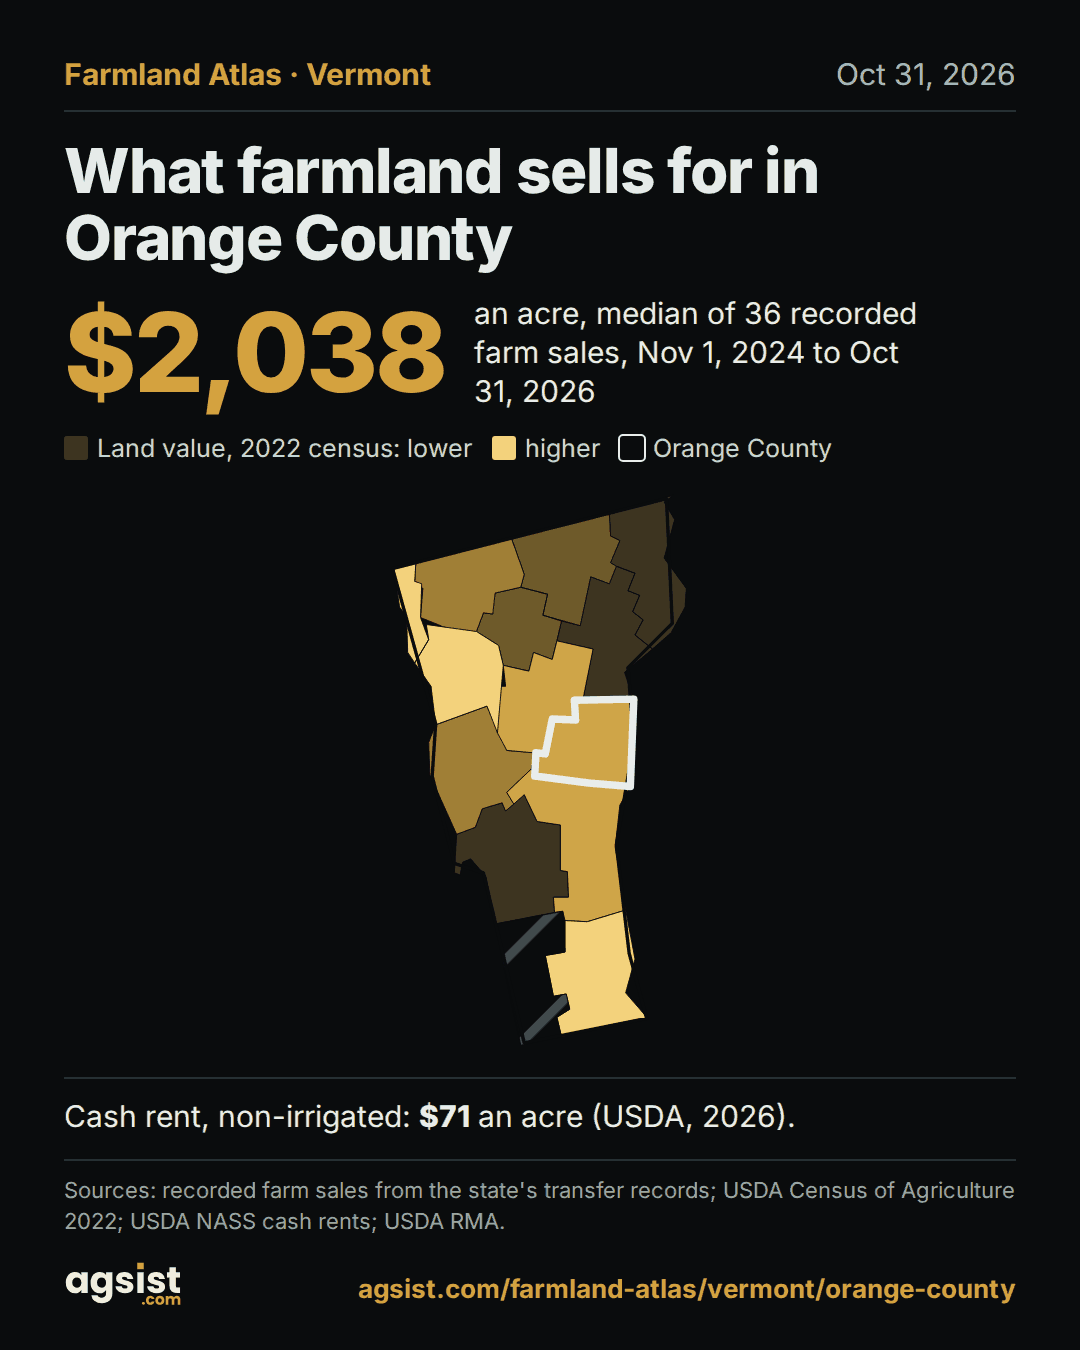 Farmland Atlas · Vermont
Oct 31, 2026
What farmland sells for in
Orange County
$2,038
an acre, median of 36 recorded
farm sales, Nov 1, 2024 to Oct
31, 2026
Land value, 2022 census: lower
higher
Orange County
Cash rent, non-irrigated: $71 an acre (USDA, 2026).
Sources: recorded farm sales from the state's transfer records; USDA Census of Agriculture
2022; USDA NASS cash rents; USDA RMA.
agsist
.com
agsist.com/farmland-atlas/vermont/orange-county